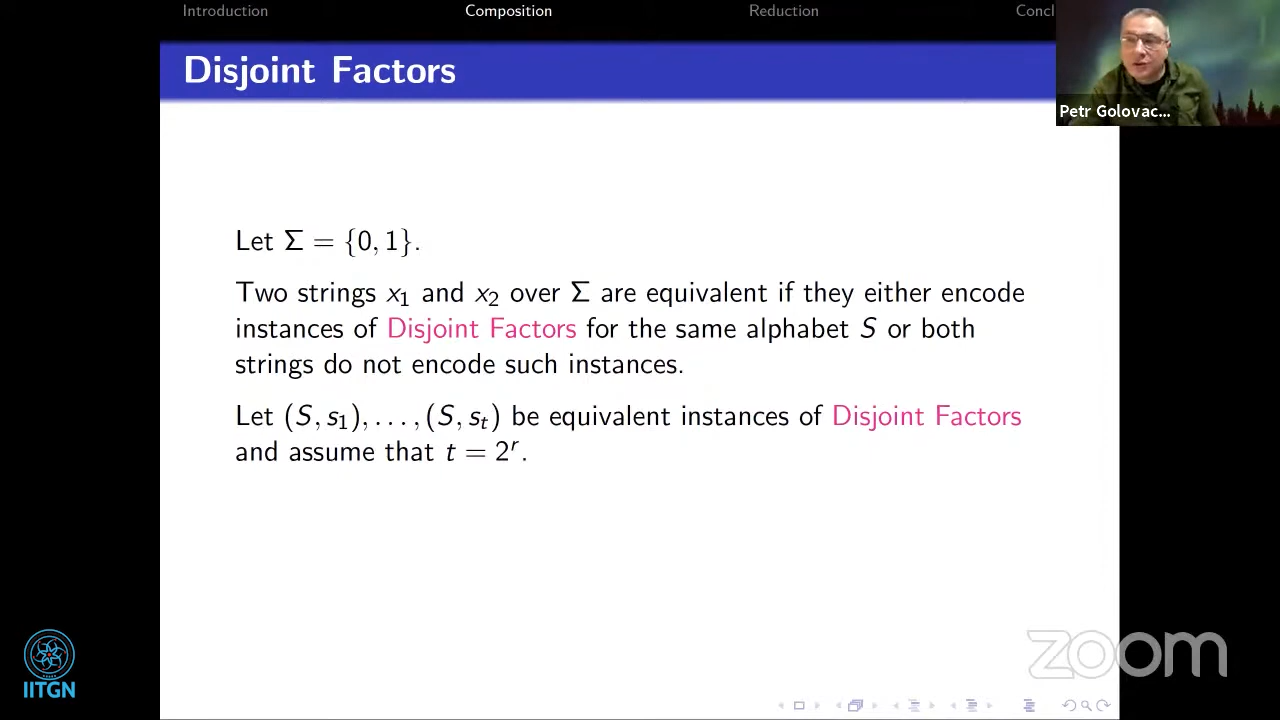 Introduction Composition Reduction Concl
Disjoint Factors
Petr Golovac...
Let Σ = {0, 1}.
Two strings x₁ and x₂ over Σ are equivalent if they either encode
instances of Disjoint Factors for the same alphabet S or both
strings do not encode such instances.
Let (S, s₁), . . . , (S, sₜ) be equivalent instances of Disjoint Factors
and assume that t = 2ʳ.
IITGN
zoom